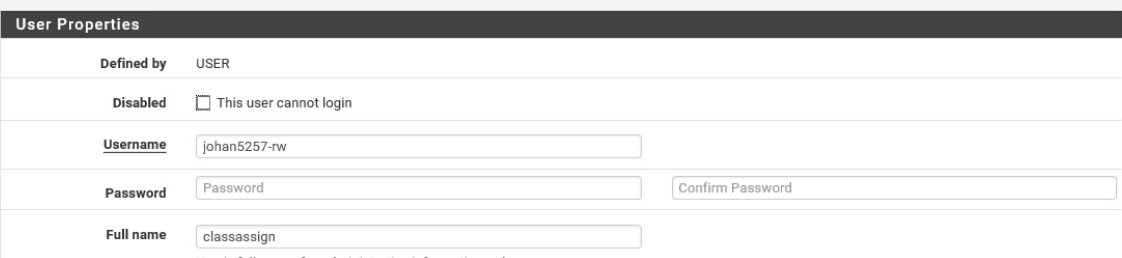 User Properties
Defined by USER
Disabled This user cannot login
Username johan5257-rw
Password Password Confirm Password
Full name classassign